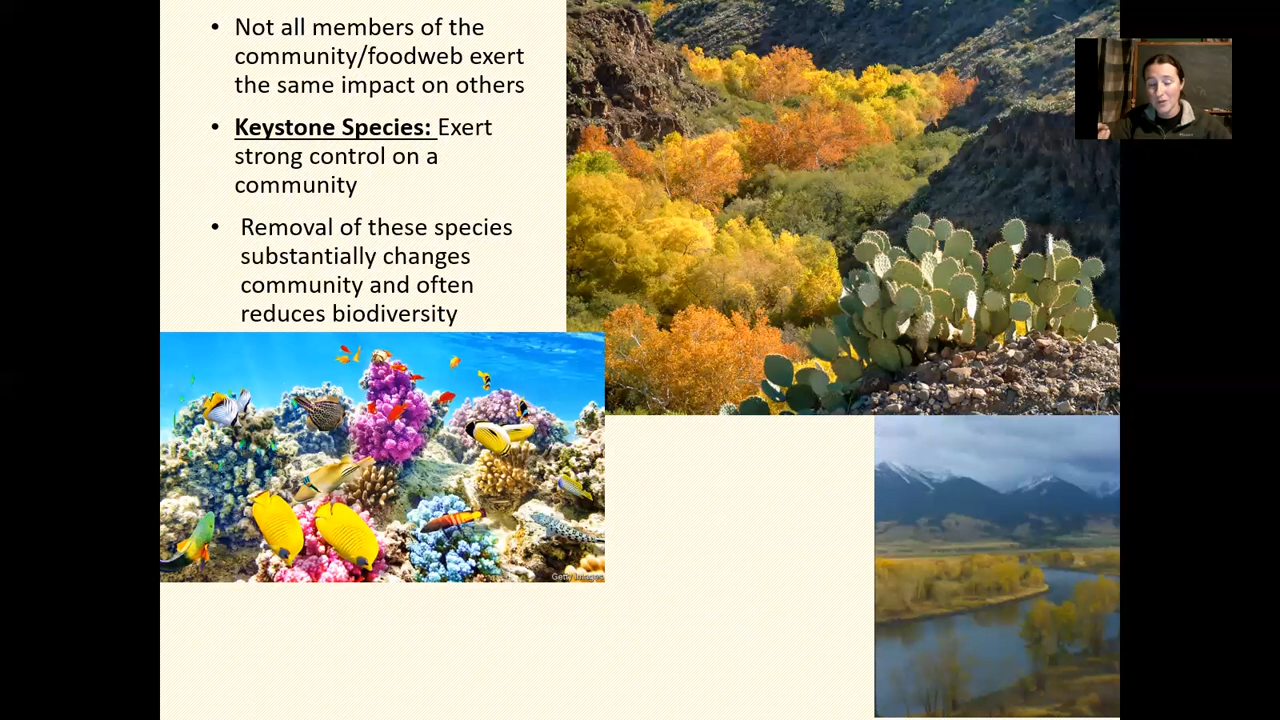 • Not all members of the
community/foodweb exert
the same impact on others
• Keystone Species: Exert
strong control on a
community
• Removal of these species
substantially changes
community and often
reduces biodiversity
Getty Images